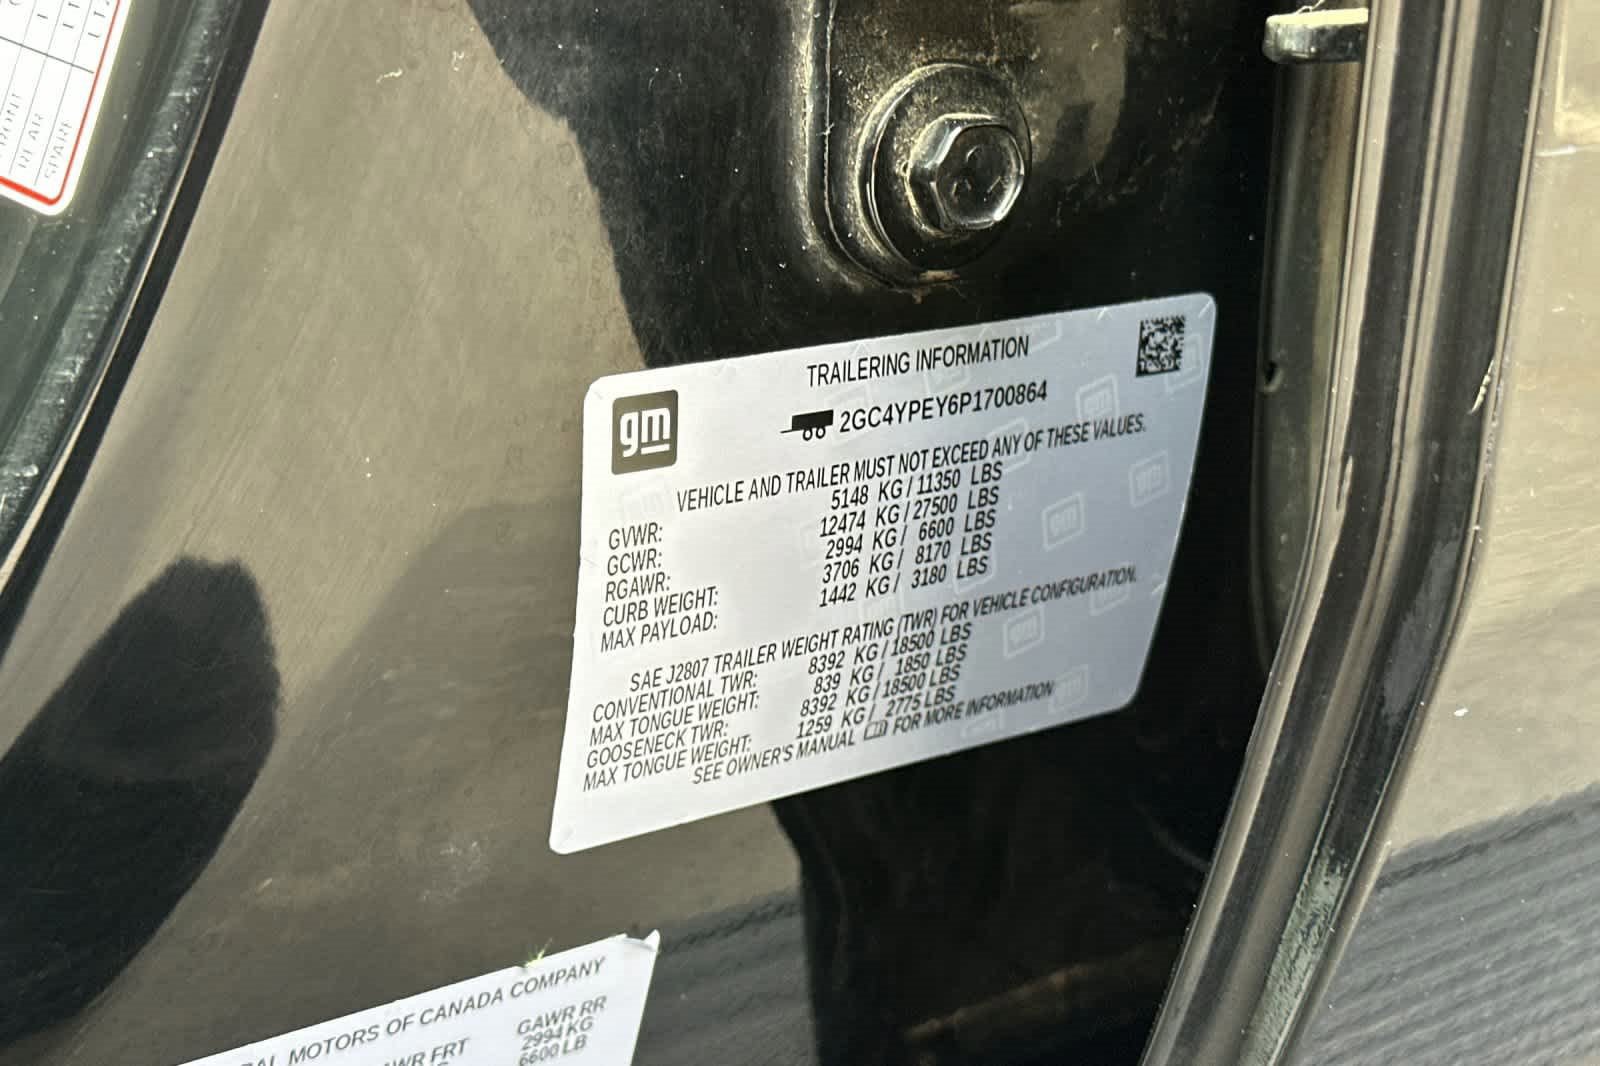 FRONT
REAR
SPARE
gm
TRAILERING INFORMATION
2GC4YPEY6P1700864
VEHICLE AND TRAILER MUST NOT EXCEED ANY OF THESE VALUES.
GVWR: 5148 KG / 11350 LBS
GCWR: 12474 KG / 27500 LBS
RGAWR: 2994 KG / 6600 LBS
CURB WEIGHT: 3706 KG / 8170 LBS
MAX PAYLOAD: 1442 KG / 3180 LBS
SAE J2807 TRAILER WEIGHT RATING (TWR) FOR VEHICLE CONFIGURATION.
CONVENTIONAL TWR: 8392 KG / 18500 LBS
MAX TONGUE WEIGHT: 839 KG / 1850 LBS
GOOSENECK TWR: 8392 KG / 18500 LBS
MAX TONGUE WEIGHT: 1259 KG / 2775 LBS
SEE OWNER'S MANUAL FOR MORE INFORMATION
MOTORS OF CANADA COMPANY
FRT GAWR RR
2994 KG
6600 LB